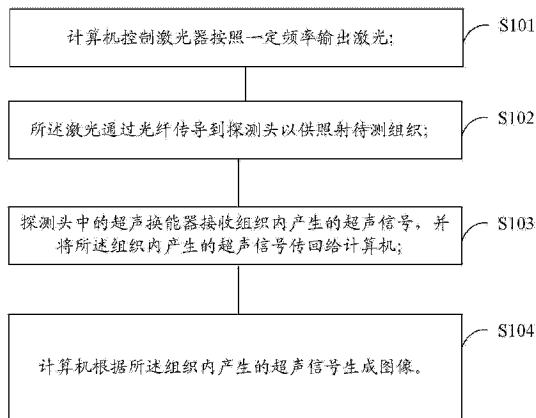 计算机控制激光器按照一定频率输出激光;
S101
所述激光通过光纤传导到探测头以供照射待测组织;
S102
探测头中的超声换能器接收组织内产生的超声信号，并
将所述组织内产生的超声信号传回给计算机;
S103
计算机根据所述组织内产生的超声信号生成图像。
S104